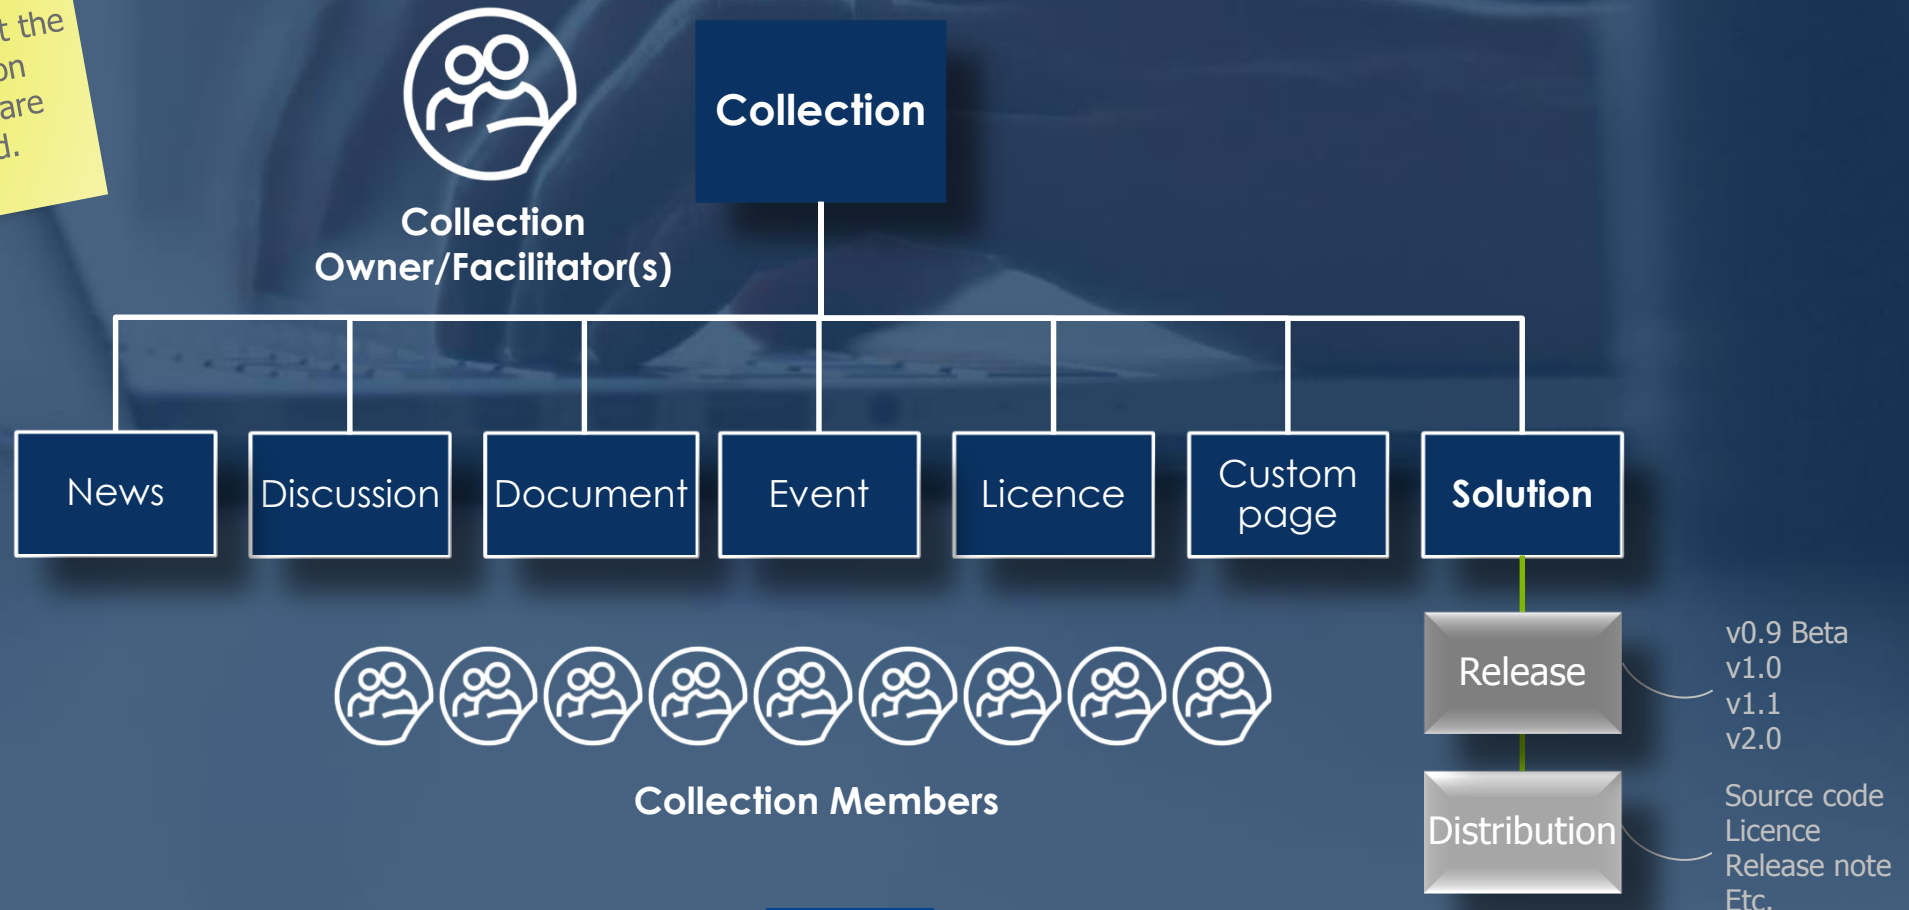 t the
on
are
d.
Collection
Collection
Owner/Facilitator(s)
News
Discussion
Document
Event
Licence
Custom
page
Solution
Release
v0.9 Beta
v1.0
v1.1
v2.0
Collection Members
Distribution
Source code
Licence
Release note
Etc.